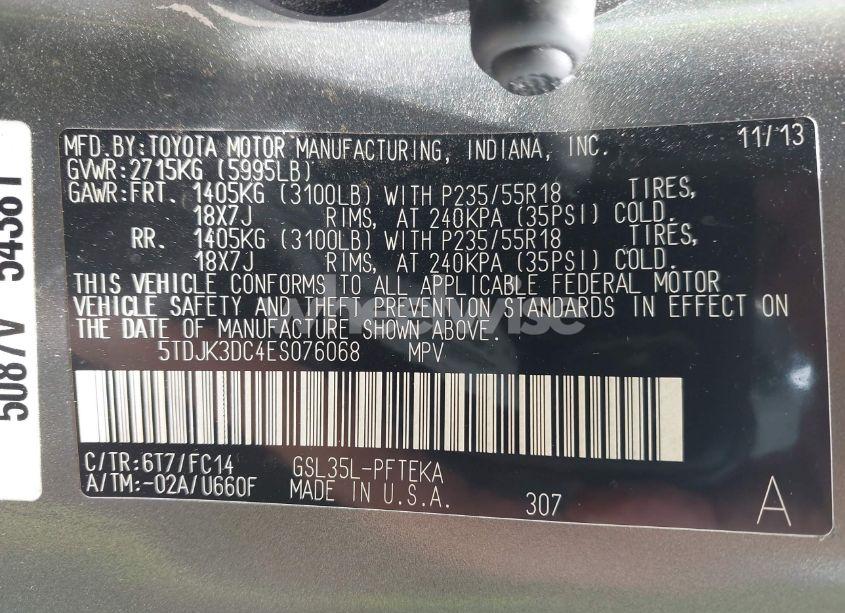 MFD.BY:TOYOTA MOTOR MANUFACTURING, INDIANA, INC. 11/13
GVWR:2715KG (5995LB)
GAWR:FRT. 1405KG (3100LB) WITH P235/55R18 TIRES,
18X7J RIMS, AT 240KPA (35PSI) COLD.
RR. 1405KG (3100LB) WITH P235/55R18 TIRES,
18X7J RIMS, AT 240KPA (35PSI) COLD.
THIS VEHICLE CONFORMS TO ALL APPLICABLE FEDERAL MOTOR
VEHICLE SAFETY AND THEFT PREVENTION STANDARDS IN EFFECT ON
THE DATE OF MANUFACTURE SHOWN ABOVE.
5TDJK3DC4ES076068 MPV
C/TR:6T7/FC14 GSL35L-PFTEKA
A/TM:-02A/U660F MADE IN U.S.A. 307 A
5087V 54381